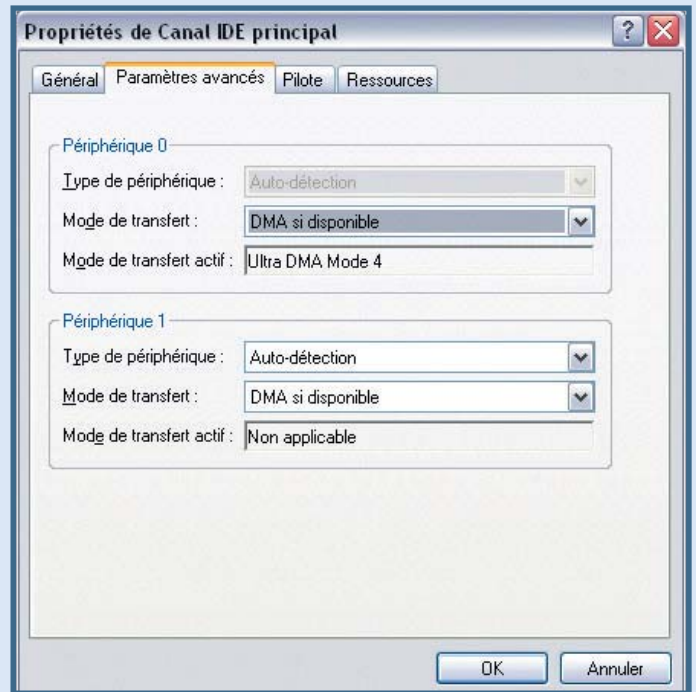 Propriétés de Canal IDE principal
Général Paramètres avancés Pilote Ressources
Périphérique 0
Type de périphérique : Auto-détection
Mode de transfert : DMA si disponible
Mode de transfert actif : Ultra DMA Mode 4
Périphérique 1
Type de périphérique : Auto-détection
Mode de transfert : DMA si disponible
Mode de transfert actif : Non applicable
OK Annuler